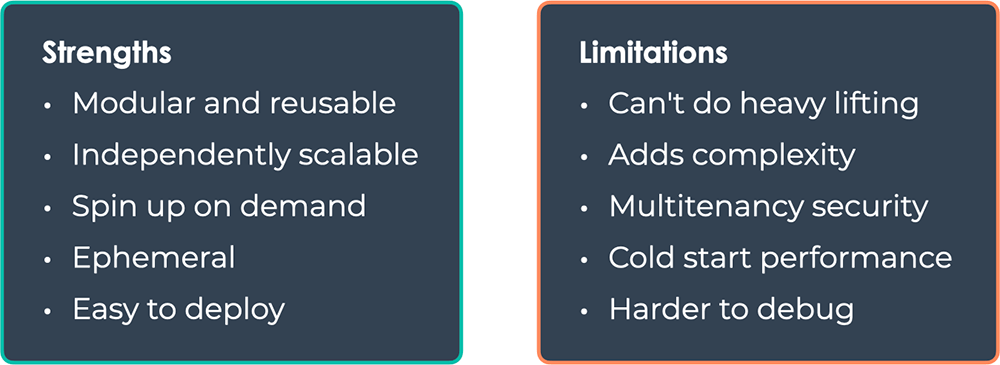 Strengths
• Modular and reusable
• Independently scalable
• Spin up on demand
• Ephemeral
• Easy to deploy
Limitations
• Can't do heavy lifting
• Adds complexity
• Multitenancy security
• Cold start performance
• Harder to debug